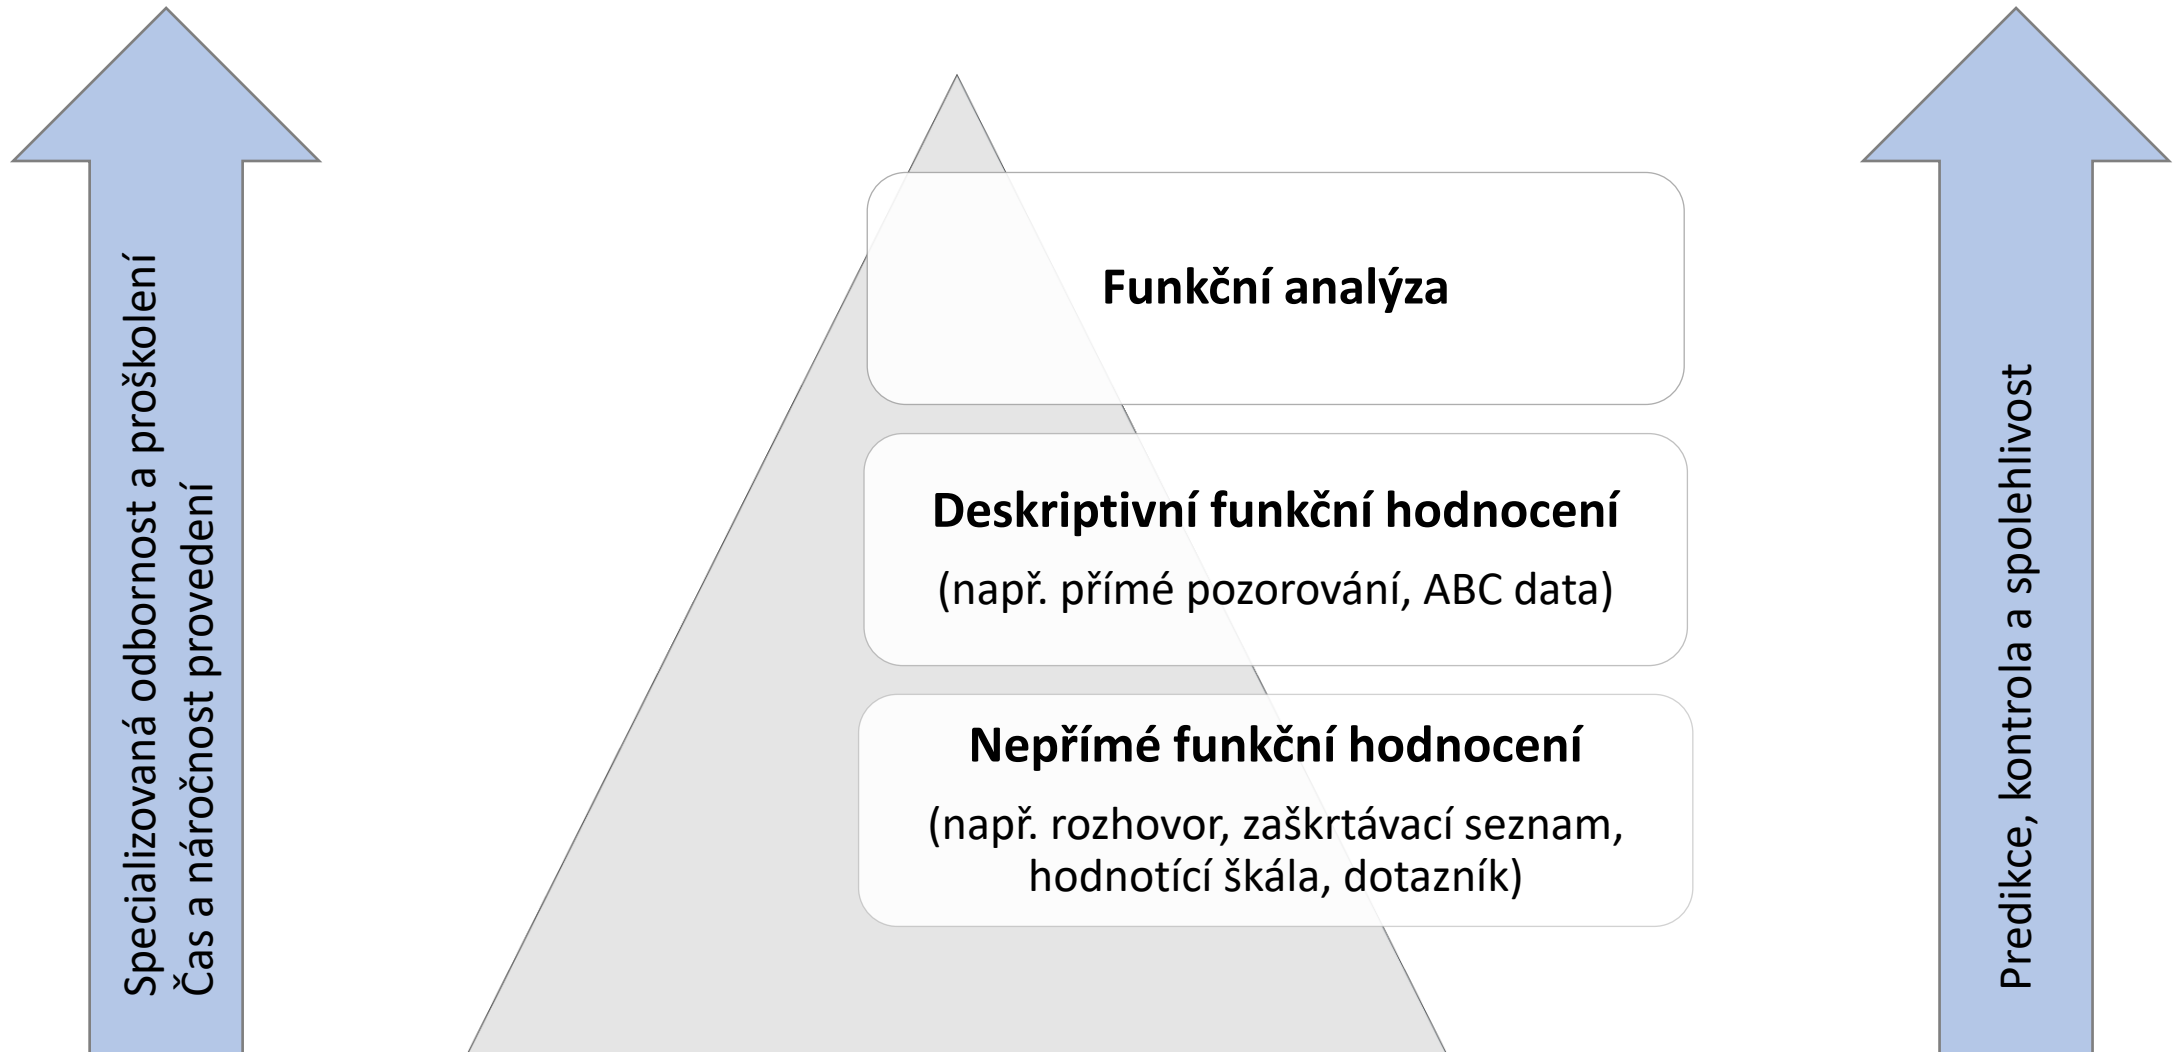 Specializovaná odbornost a proškolení
Čas a náročnost provedení
Funkční analýza
Deskriptivní funkční hodnocení
(např. přímé pozorování, ABC data)
Nepřímé funkční hodnocení
(např. rozhovor, zaškrtávací seznam,
hodnotící škála, dotazník)
Predikce, kontrola a spolehlivost